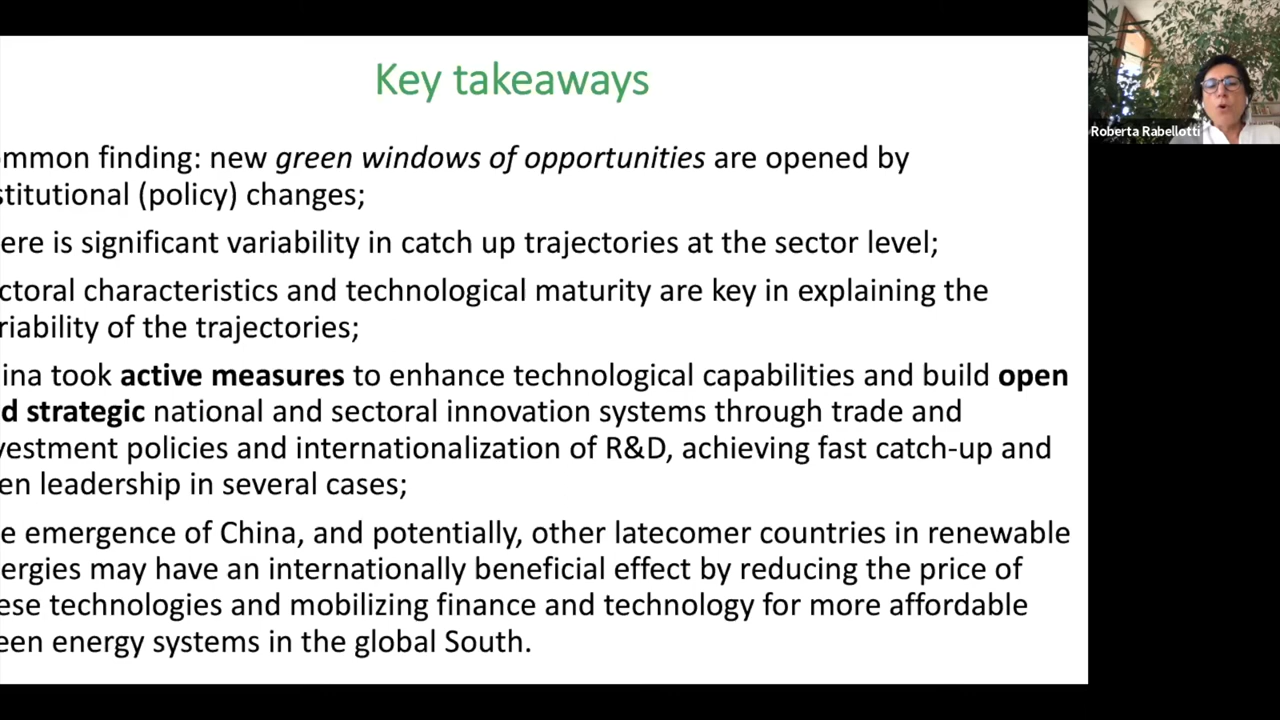 Key takeaways
Roberta Rabellotti
ommon finding: new green windows of opportunities are opened by
stitutional (policy) changes;
ere is significant variability in catch up trajectories at the sector level;
ctoral characteristics and technological maturity are key in explaining the
riability of the trajectories;
ina took active measures to enhance technological capabilities and build open
d strategic national and sectoral innovation systems through trade and
vestment policies and internationalization of R&D, achieving fast catch-up and
en leadership in several cases;
e emergence of China, and potentially, other latecomer countries in renewable
ergies may have an internationally beneficial effect by reducing the price of
ese technologies and mobilizing finance and technology for more affordable
een energy systems in the global South.